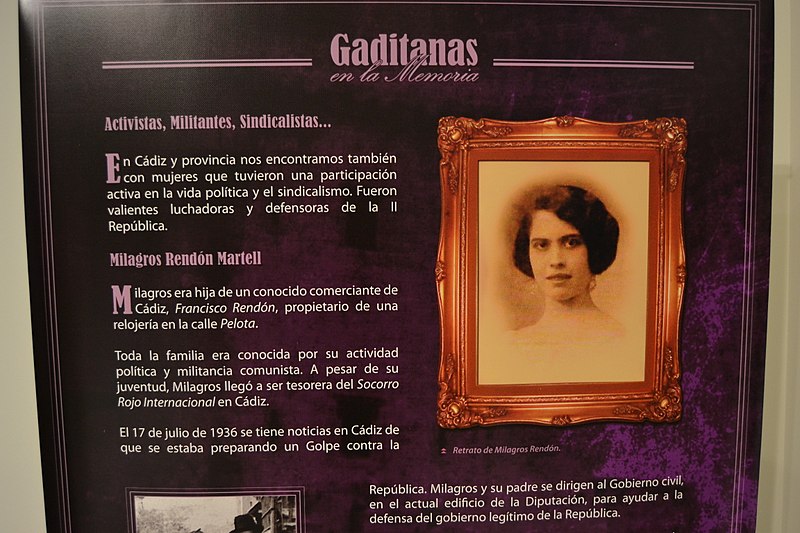 Gaditanas
en la Memoria
Activistas, Militantes, Sindicalistas...
En Cádiz y provincia nos encontramos también
con mujeres que tuvieron una participación
activa en la vida política y el sindicalismo. Fueron
valientes luchadoras y defensoras de la II
República.
Milagros Rendón Martell
Milagros era hija de un conocido comerciante de
Cádiz, Francisco Rendón, propietario de una
relojería en la calle Pelota.
Toda la familia era conocida por su actividad
política y militancia comunista. A pesar de su
juventud, Milagros llegó a ser tesorera del Socorro
Rojo Internacional en Cádiz.
El 17 de julio de 1936 se tiene noticias en Cádiz de
que se estaba preparando un Golpe contra la
Retrato de Milagros Rendón.
República. Milagros y su padre se dirigen al Gobierno civil,
en el actual edificio de la Diputación, para ayudar a la
defensa del gobierno legítimo de la República.